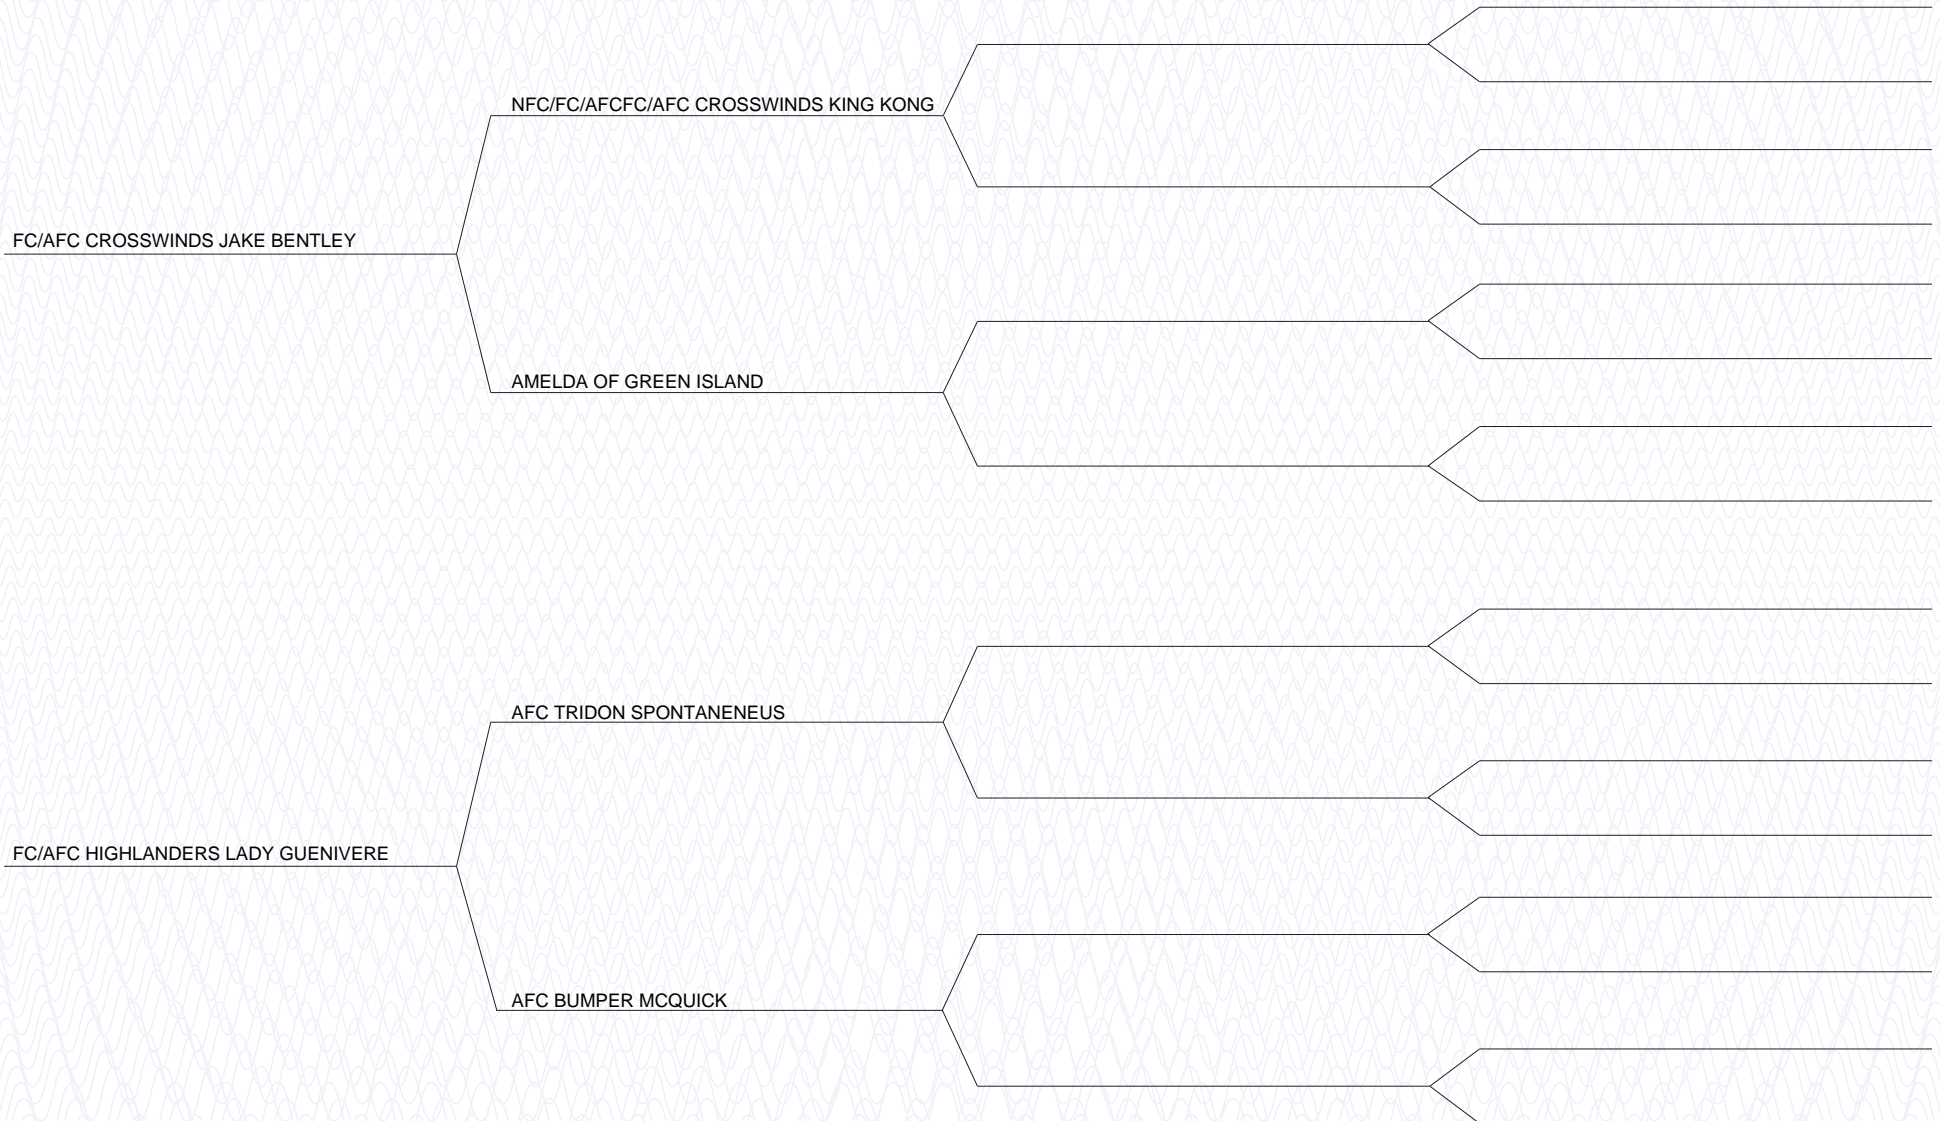 NFC/FC/AFCFC/AFC CROSSWINDS KING KONG
FC/AFC CROSSWINDS JAKE BENTLEY
AMELDA OF GREEN ISLAND
AFC TRIDON SPONTANENEUS
FC/AFC HIGHLANDERS LADY GUENIVERE
AFC BUMPER MCQUICK